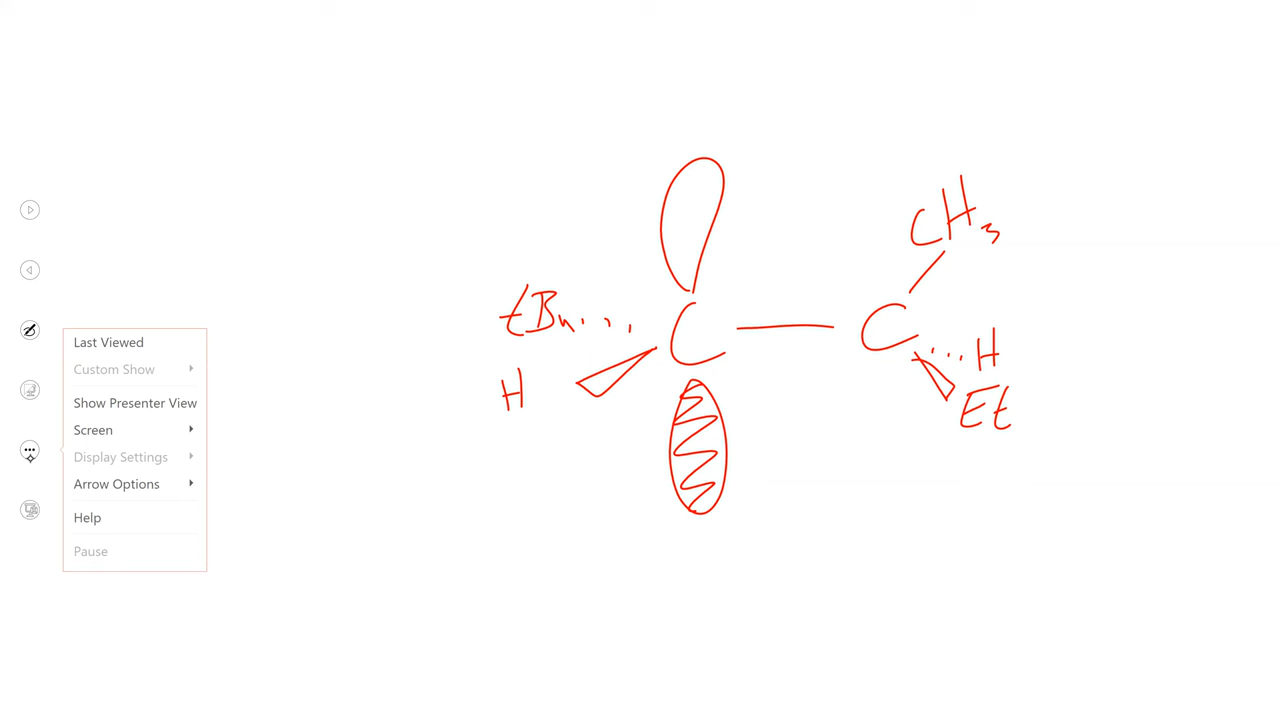 Last Viewed
Custom Show
Show Presenter View
Screen
Display Settings
Arrow Options
Help
Pause
CH3
tBu
C
C
H
H
Et